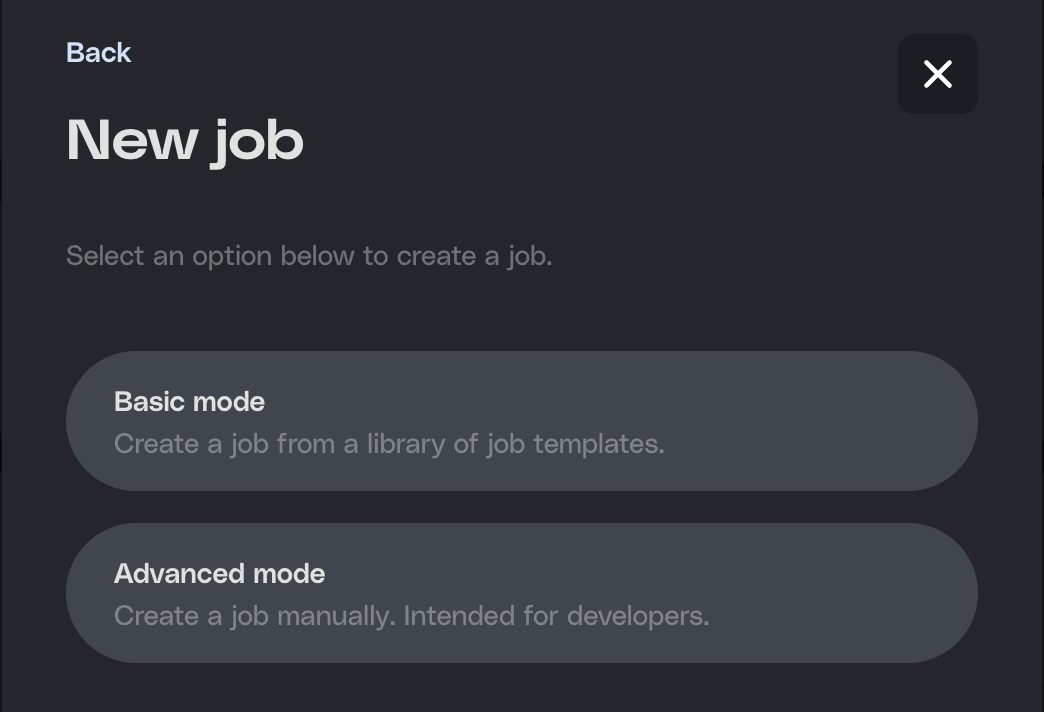 Back
New job
Select an option below to create a job.
Basic mode
Create a job from a library of job templates.
Advanced mode
Create a job manually. Intended for developers.